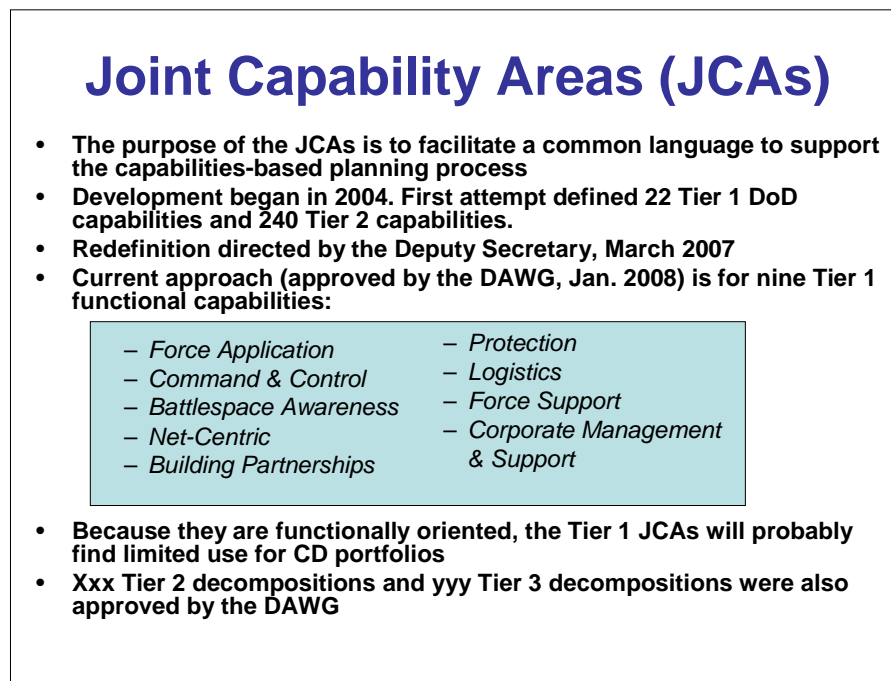 Joint Capability Areas (JCAs)
• The purpose of the JCAs is to facilitate a common language to support
the capabilities-based planning process
• Development began in 2004. First attempt defined 22 Tier 1 DoD
capabilities and 240 Tier 2 capabilities.
• Redefinition directed by the Deputy Secretary, March 2007
• Current approach (approved by the DAWG, Jan. 2008) is for nine Tier 1
functional capabilities:
– Force Application
– Command & Control
– Battlespace Awareness
– Net-Centric
– Building Partnerships
– Protection
– Logistics
– Force Support
– Corporate Management
& Support
• Because they are functionally oriented, the Tier 1 JCAs will probably
find limited use for CD portfolios
• Xxx Tier 2 decompositions and yyy Tier 3 decompositions were also
approved by the DAWG